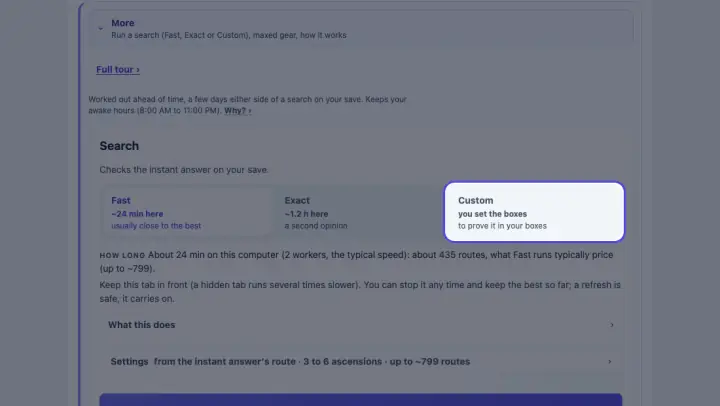 More
Run a search (Fast, Exact or Custom), maxed gear, how it works
Full tour ›
Worked out ahead of time, a few days either side of a search on your save. Keeps your
awake hours (8:00 AM to 11:00 PM). Why? ›
Search
Checks the instant answer on your save.
Fast
~24 min here
usually close to the best
Exact
~1.2 h here
a second opinion
Custom
you set the boxes
to prove it in your boxes
HOW LONG About 24 min on this computer (2 workers, the typical speed): about 435 routes, what Fast runs typically price
(up to ~799).
Keep this tab in front (a hidden tab runs several times slower). You can stop it any time and keep the best so far; a refresh is
safe, it carries on.
What this does ›
Settings from the instant answer's route · 3 to 6 ascensions · up to ~799 routes ›